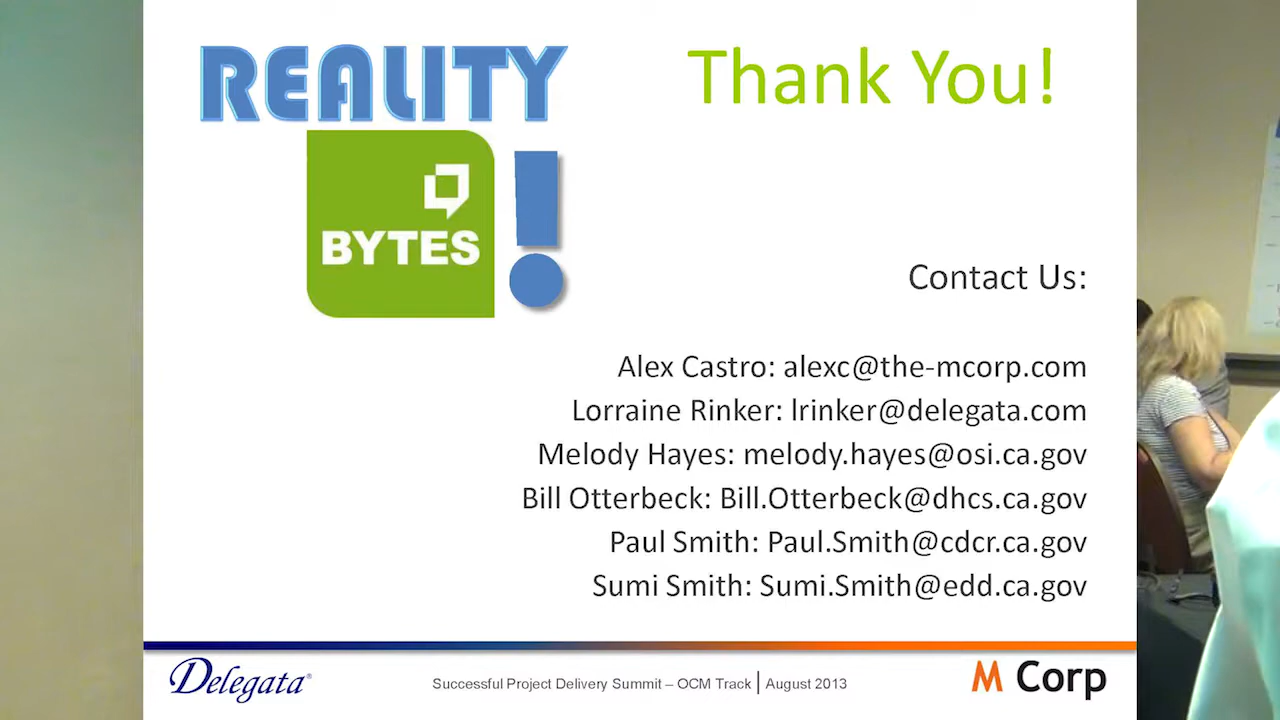 REALITY
BYTES
!
Thank You!
Contact Us:
Alex Castro: alexc@the-mcorp.com
Lorraine Rinker: lrinker@delegata.com
Melody Hayes: melody.hayes@osi.ca.gov
Bill Otterbeck: Bill.Otterbeck@dhcs.ca.gov
Paul Smith: Paul.Smith@cdcr.ca.gov
Sumi Smith: Sumi.Smith@edd.ca.gov
Delegata®
Successful Project Delivery Summit – OCM Track | August 2013
M Corp